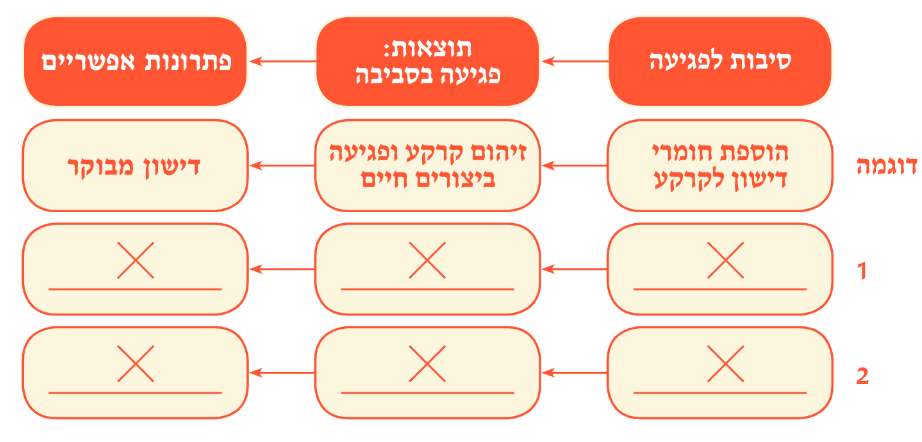 סיבות לפגיעה
תוצאות:
פגיעה בסביבה
פתרונות אפשריים
דוגמה
הוספת חומרי
דישון לקרקע
זיהום קרקע ופגיעה
ביצורים חיים
דישון מבוקר
1
2